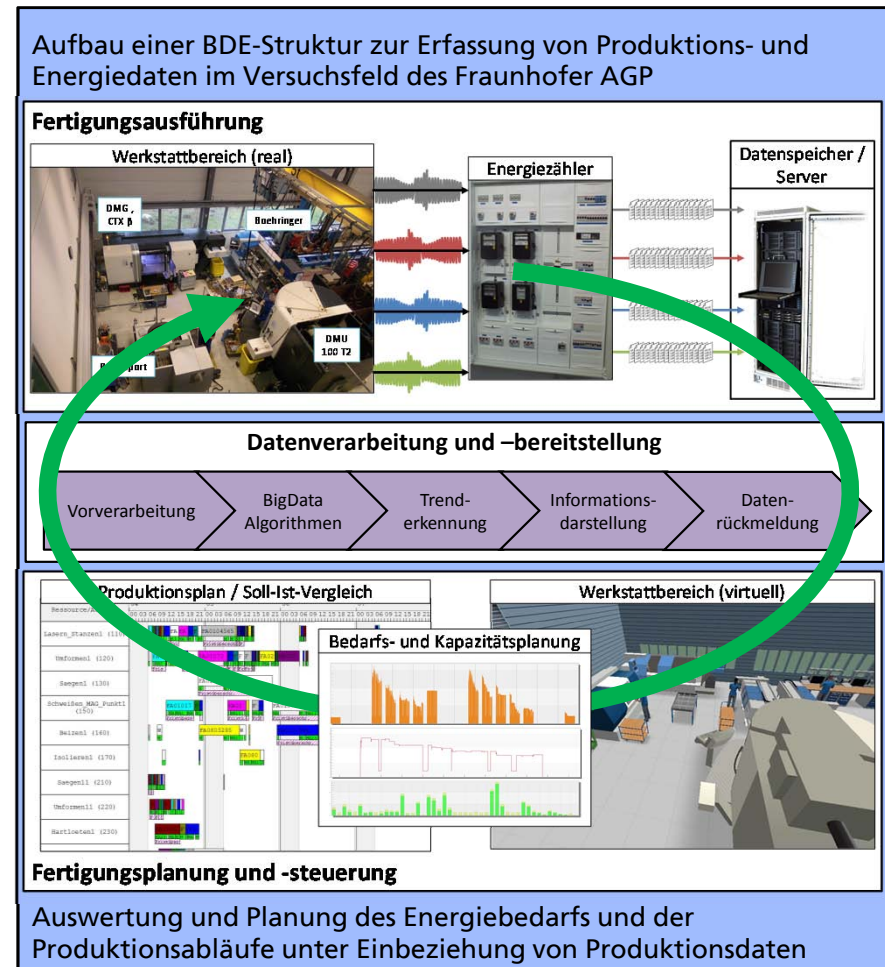 Aufbau einer BDE-Struktur zur Erfassung von Produktions- und
Energiedaten im Versuchsfeld des Fraunhofer AGP
Fertigungsausführung
Werkstattbereich (real)
Energiezähler
Datenspeicher /
Server
DMG ,
CTX β
Boehringer
DMU
100 T2
Datenverarbeitung und –bereitstellung
Vorverarbeitung
BigData
Algorithmen
Trend-
erkennung
Informations-
darstellung
Daten-
rückmeldung
Produktionsplan / Soll-Ist-Vergleich
Werkstattbereich (virtuell)
Bedarfs- und Kapazitätsplanung
Lasern_Stanzen1 (110)
Umformen1 (120)
Saegen1 (130)
Schweißen_MAG_Punkt1
(150)
Beizen1 (160)
Isolieren1 (170)
Saegen11 (210)
Umformen11 (220)
Hartloeten1 (230)
Fertigungsplanung und -steuerung
Auswertung und Planung des Energiebedarfs und der
Produktionsabläufe unter Einbeziehung von Produktionsdaten